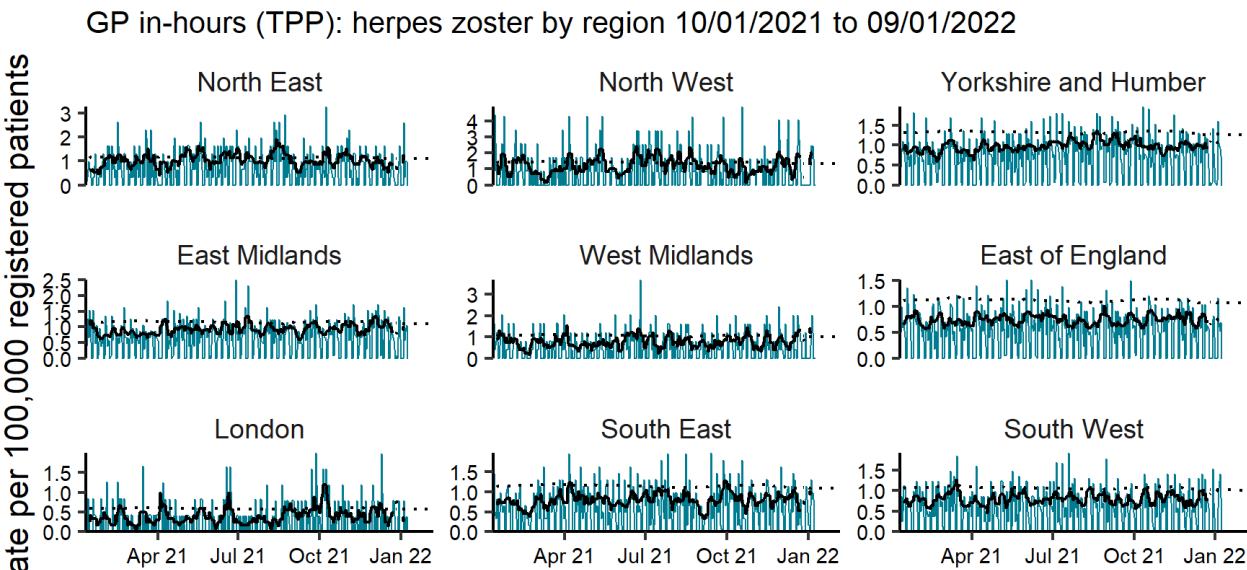 GP in-hours (TPP): herpes zoster by region 10/01/2021 to 09/01/2022
ate per 100,000 registered patients
North East
3
2
1
0
North West
4
3
2
1
0
Yorkshire and Humber
1.5
1.0
0.5
0.0
East Midlands
2.5
2.0
1.5
1.0
0.5
0.0
West Midlands
3
2
1
0
East of England
1.5
1.0
0.5
0.0
London
1.5
1.0
0.5
0.0
South East
1.5
1.0
0.5
0.0
South West
1.5
1.0
0.5
0.0
Apr 21 Jul 21 Oct 21 Jan 22
Apr 21 Jul 21 Oct 21 Jan 22
Apr 21 Jul 21 Oct 21 Jan 22